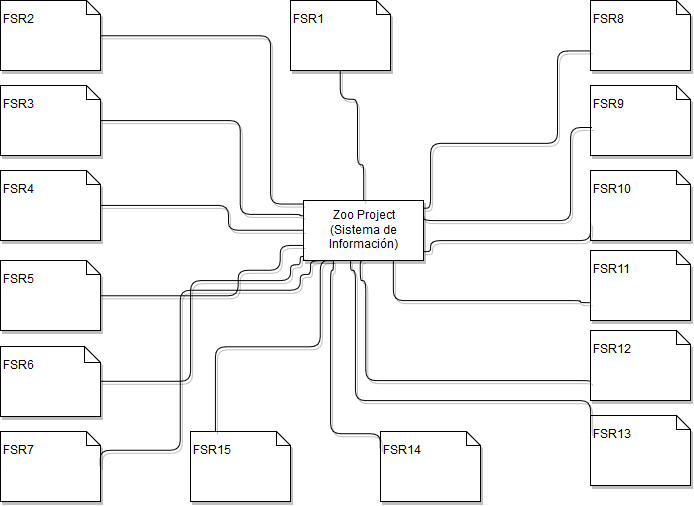 FSR2
FSR1
FSR8
FSR3
FSR9
FSR4
FSR10
Zoo Project
(Sistema de
Información)
FSR5
FSR11
FSR6
FSR12
FSR7
FSR15
FSR14
FSR13